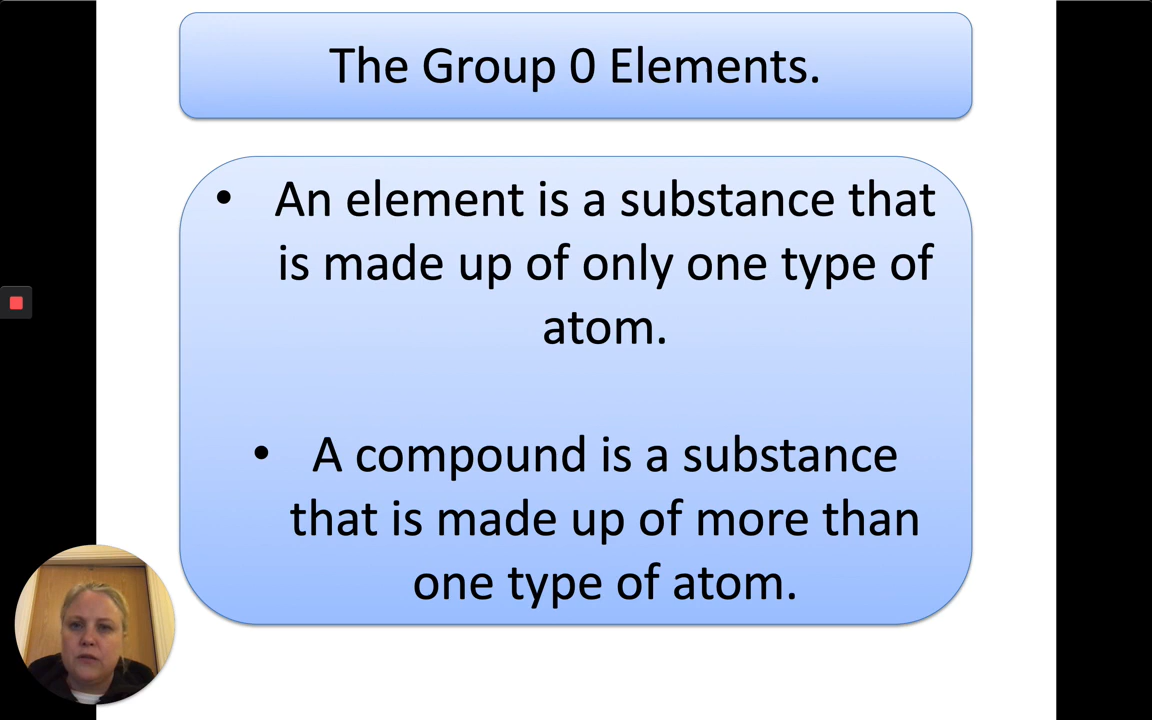 The Group 0 Elements.
• An element is a substance that
is made up of only one type of
atom.
• A compound is a substance
that is made up of more than
one type of atom.